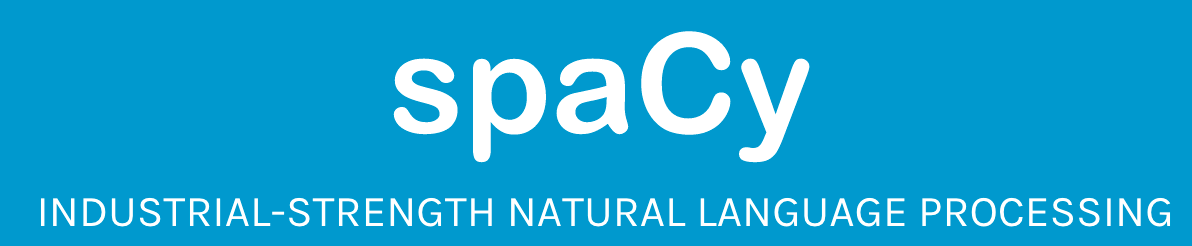 spaCy
INDUSTRIAL-STRENGTH NATURAL LANGUAGE PROCESSING